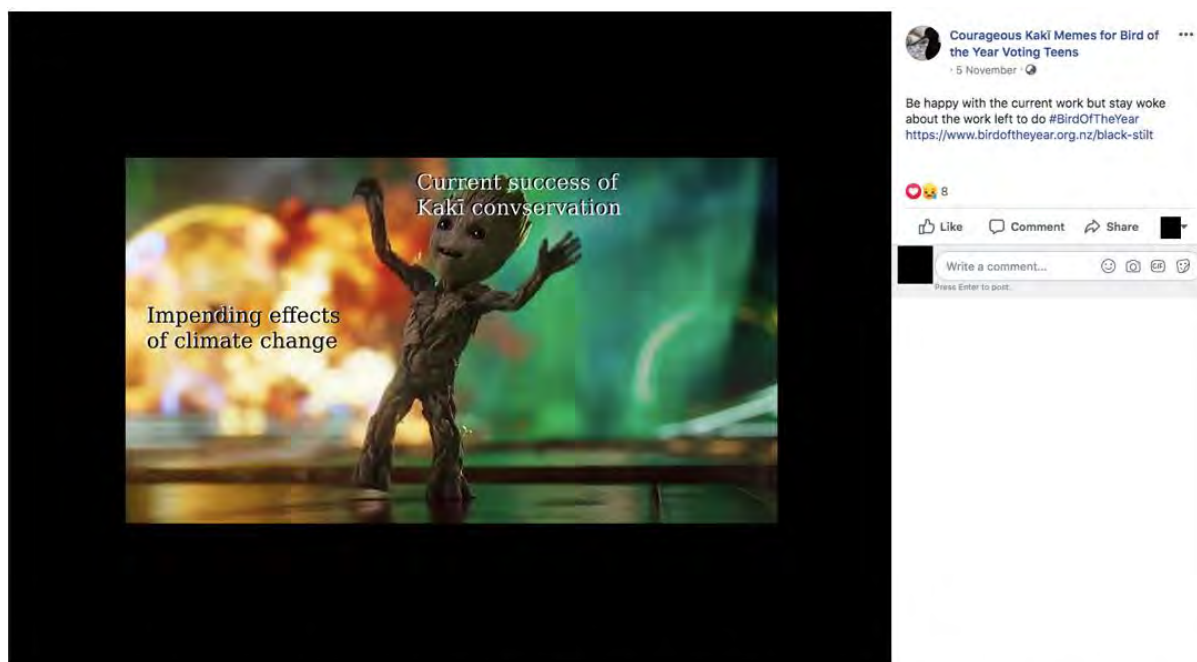 Current success of
Kakī convservation
Impending effects
of climate change
Courageous Kakī Memes for Bird of
the Year Voting Teens
· 5 November ·
Be happy with the current work but stay woke
about the work left to do #BirdOfTheYear
https://www.birdoftheyear.org.nz/black-stilt
8
Like Comment Share
Write a comment... GIF
Press Enter to post.